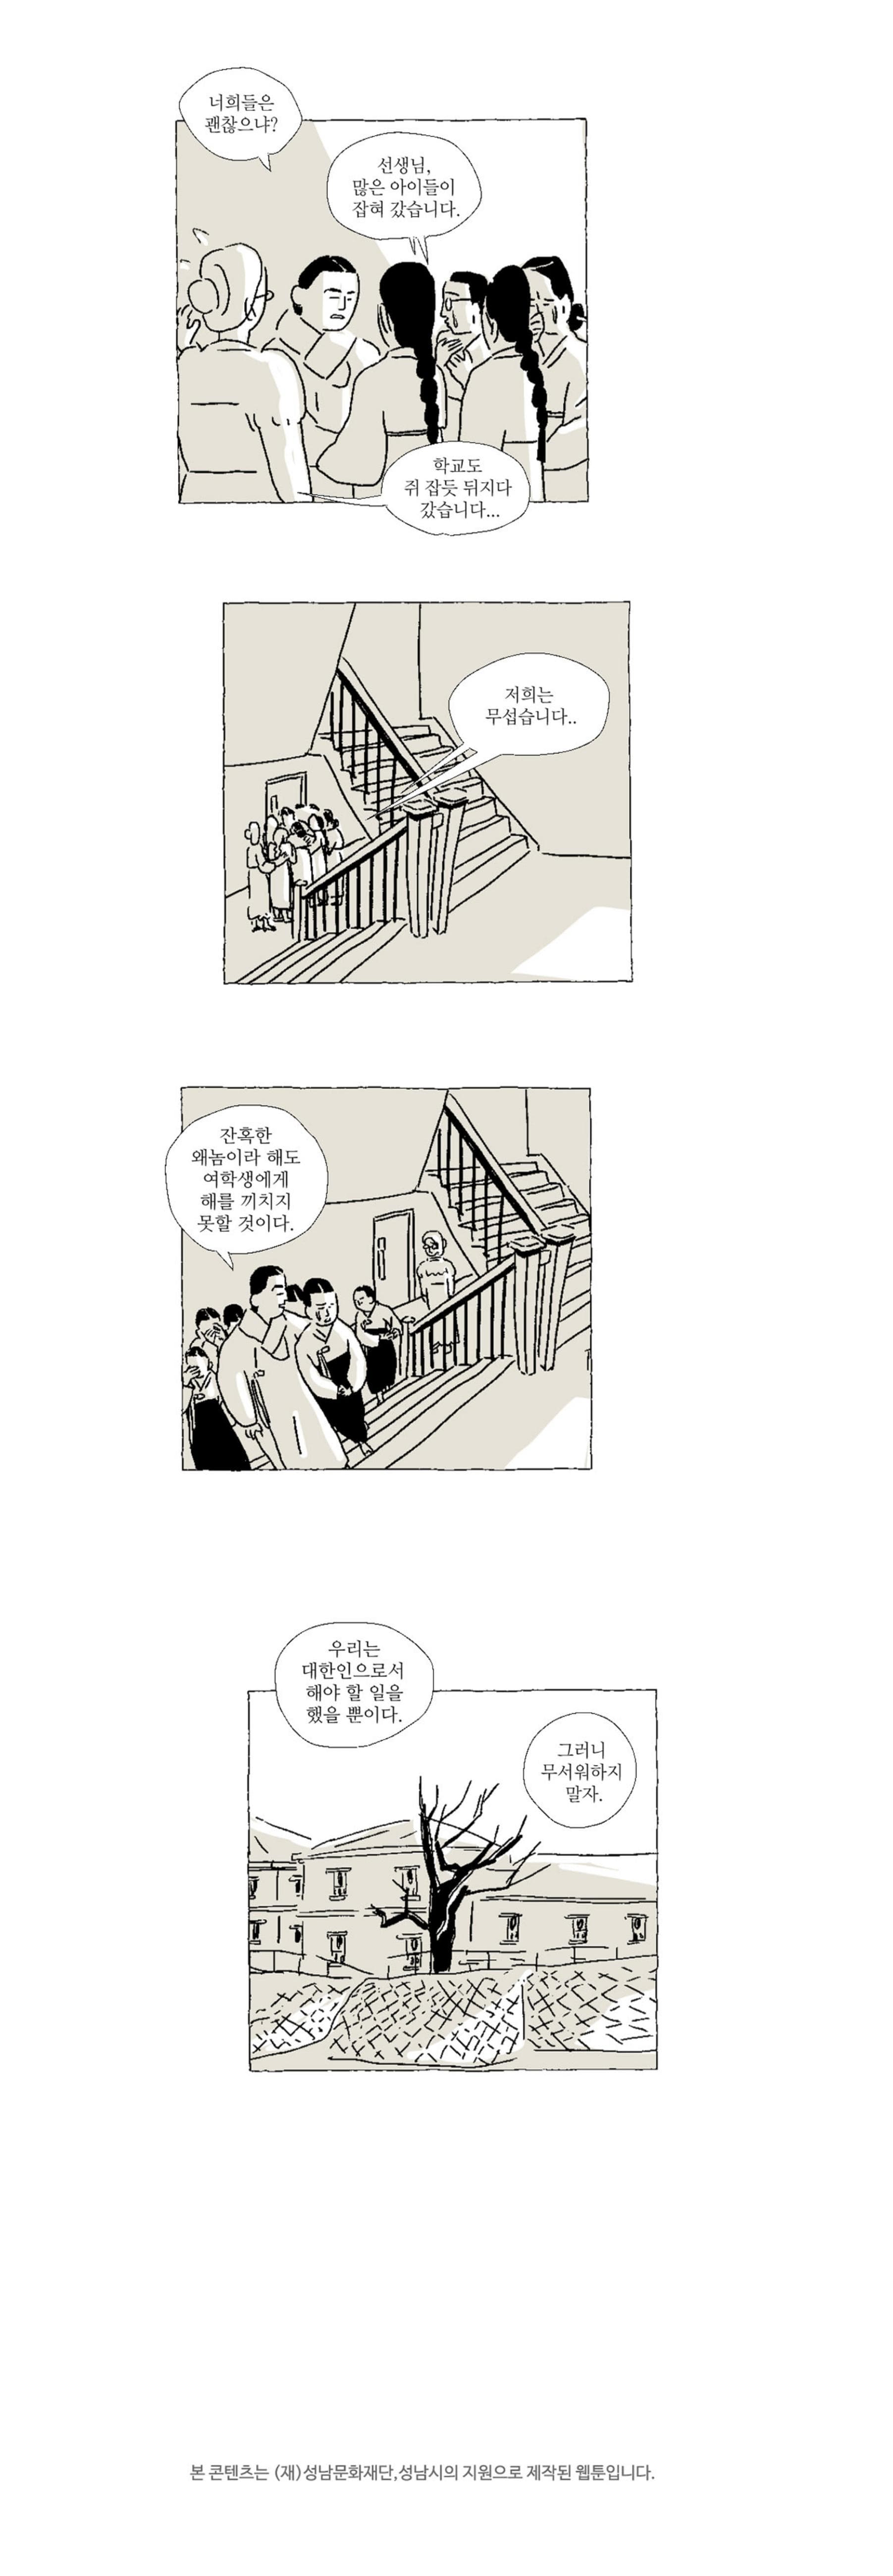 너희들은
괜찮으냐?
선생님,
많은 아이들이
잡혀 갔습니다.
학교도
쥐 잡듯 뒤지다
갔습니다...
저희는
무섭습니다..
잔혹한
왜놈이라 해도
여학생에게
해를 끼치지
못할 것이다.
우리는
대한인으로서
해야 할 일을
했을 뿐이다.
그러니
무서워하지
말자.
본 콘텐츠는 (재)성남문화재단,성남시의 지원으로 제작된 웹툰입니다.